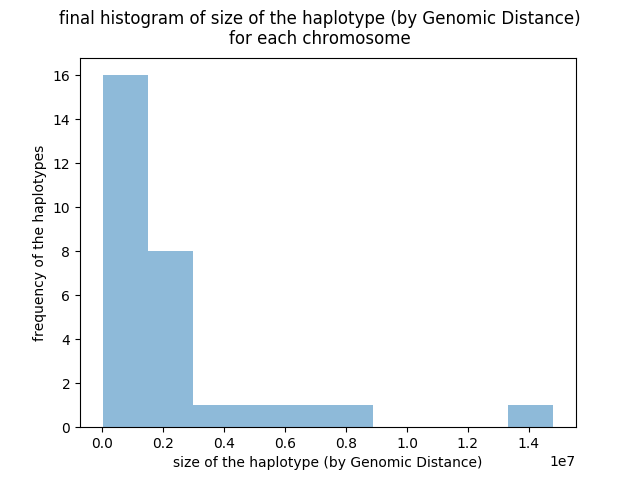 final histogram of size of the haplotype (by Genomic Distance)
for each chromosome
frequency of the haplotypes
16
14
12
10
8
6
4
2
0
0.0 0.2 0.4 0.6 0.8 1.0 1.2 1.4
1e7
size of the haplotype (by Genomic Distance)